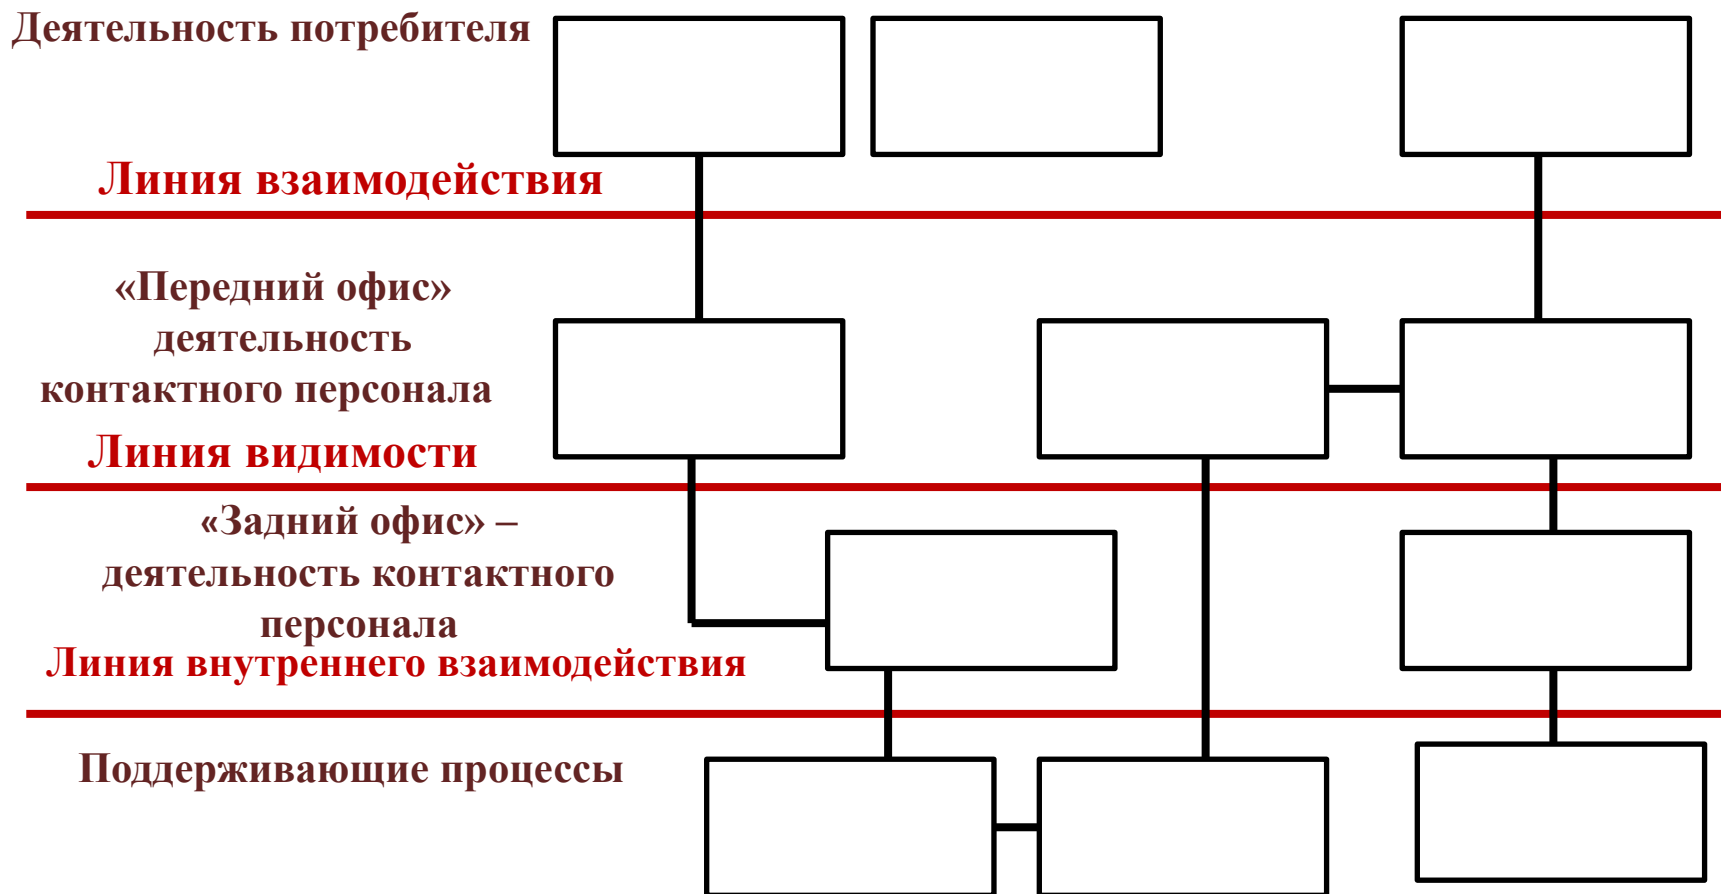 Деятельность потребителя
Линия взаимодействия
«Передний офис»
деятельность
контактного персонала
Линия видимости
«Задний офис» –
деятельность контактного
персонала
Линия внутреннего взаимодействия
Поддерживающие процессы